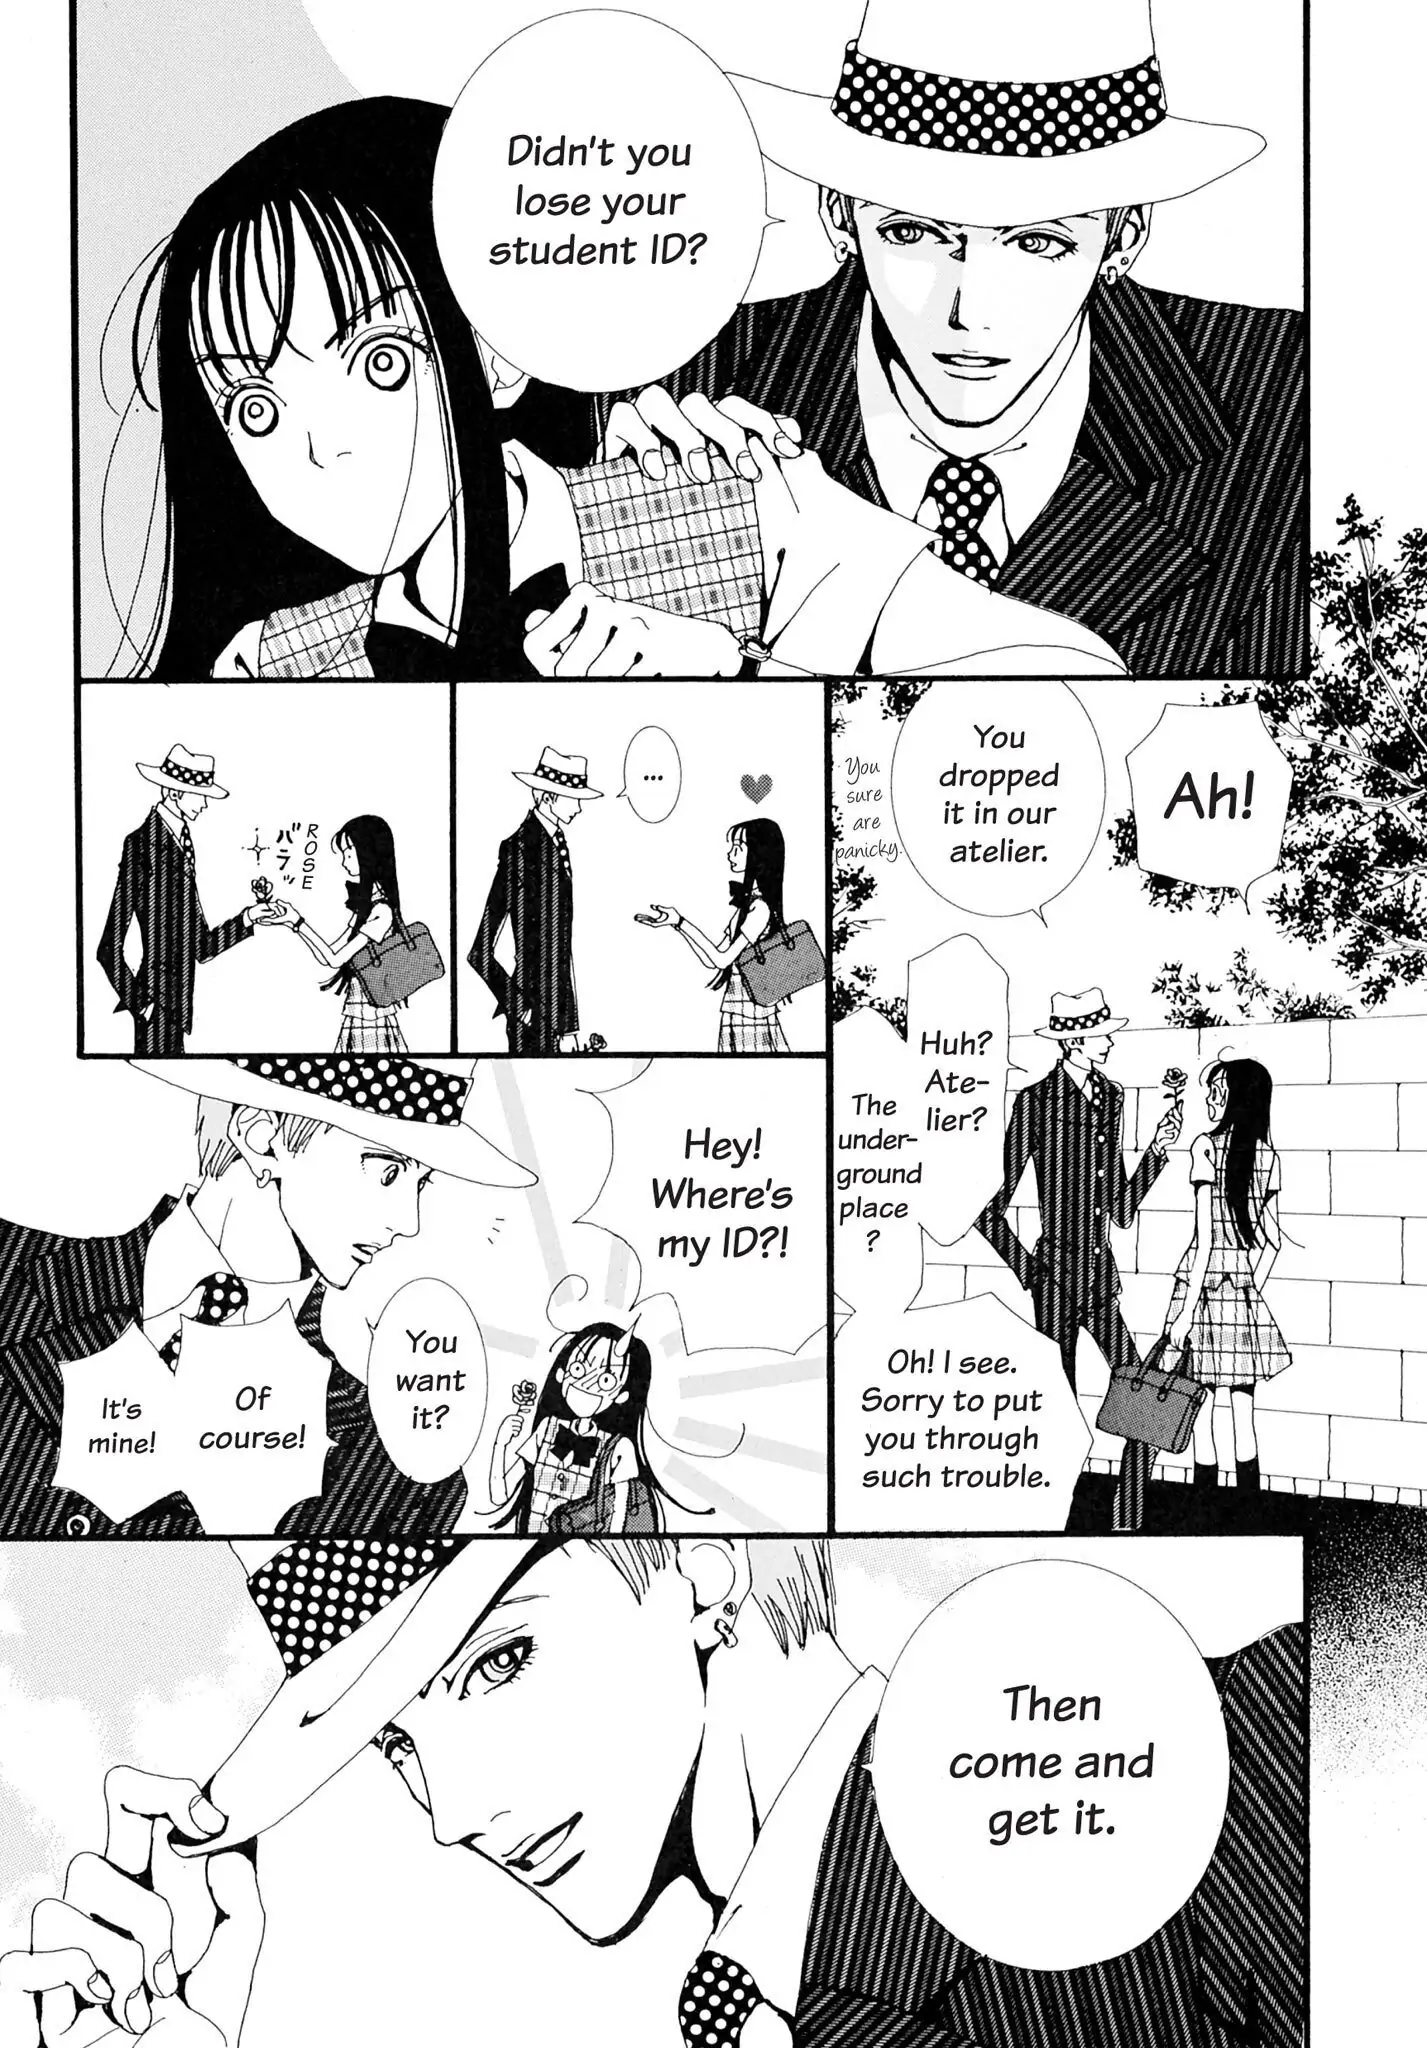 Didn't you
lose your
student ID?
Ah!
You
dropped
it in our
atelier.
You
sure
are
panicky.
Huh?
Ate-
lier?
The
under-
ground
place
?
Oh! I see.
Sorry to put
you through
such trouble.
...
ROSE
バラッ
Hey!
Where's
my ID?!
You
want
it?
Of
course!
It's
mine!
Then
come and
get it.